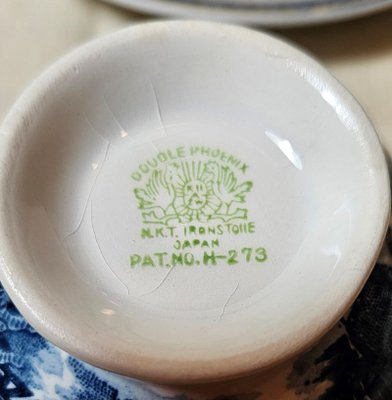 DOUBLE PHOENIX
N.K.T. IRONSTONE
JAPAN
PAT. NO. H-273